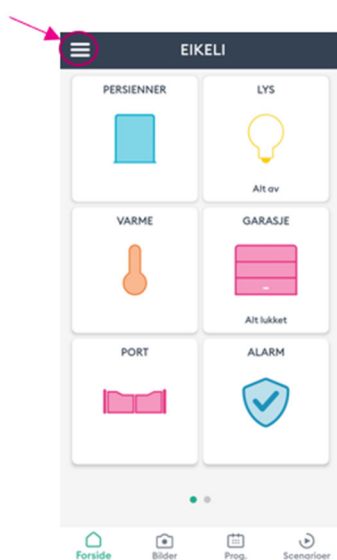 EIKELI
PERSIENNER
LYS
Alt av
VARME
GARASJE
Alt lukket
PORT
ALARM
Forside
Bilder
Prog.
Scenarioer